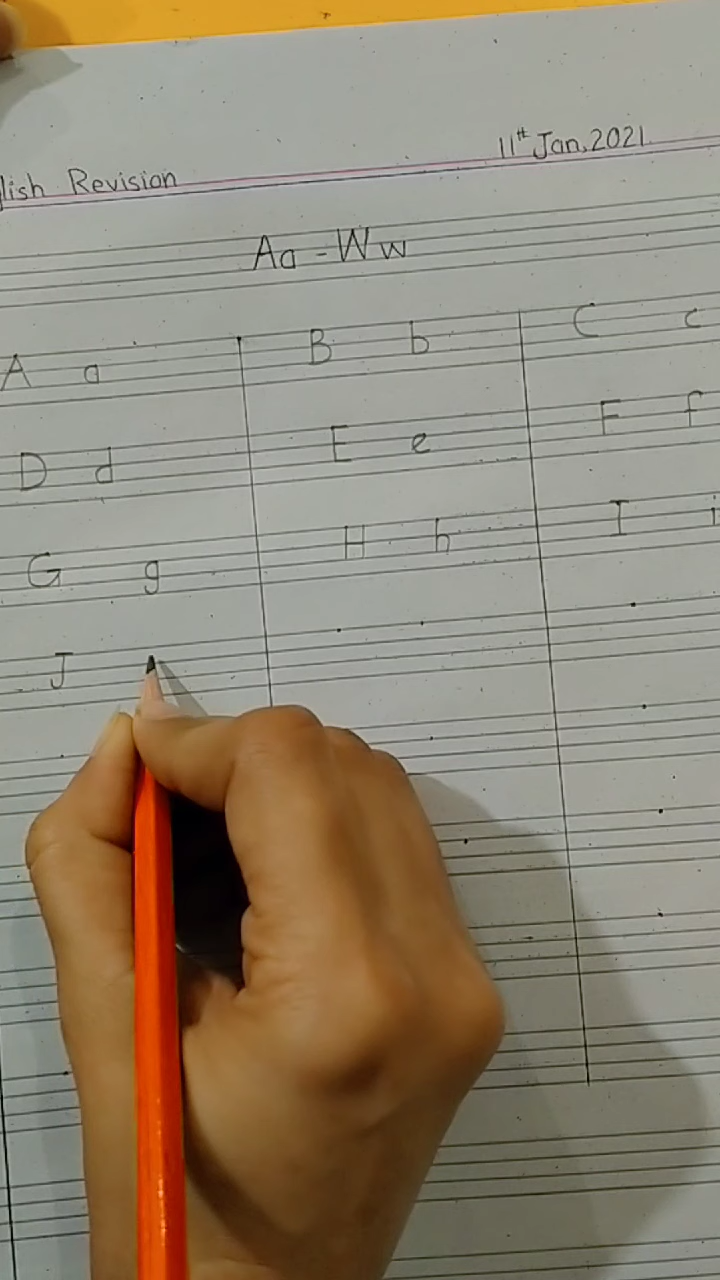 lish Revision 11th Jan, 2021
Aa - Ww
A a B b C c
D d E e F f
G g H h I i
J